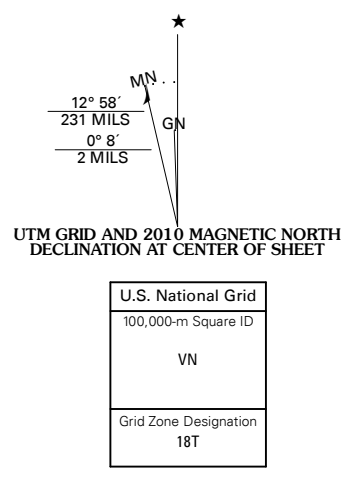 ★
MN
12° 58´
231 MILS
GN
0° 8´
2 MILS
UTM GRID AND 2010 MAGNETIC NORTH
DECLINATION AT CENTER OF SHEET
U.S. National Grid
100,000-m Square ID
VN
Grid Zone Designation
18T